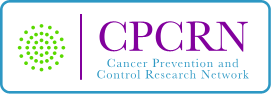 CPCRN
Cancer Prevention and
Control Research Network